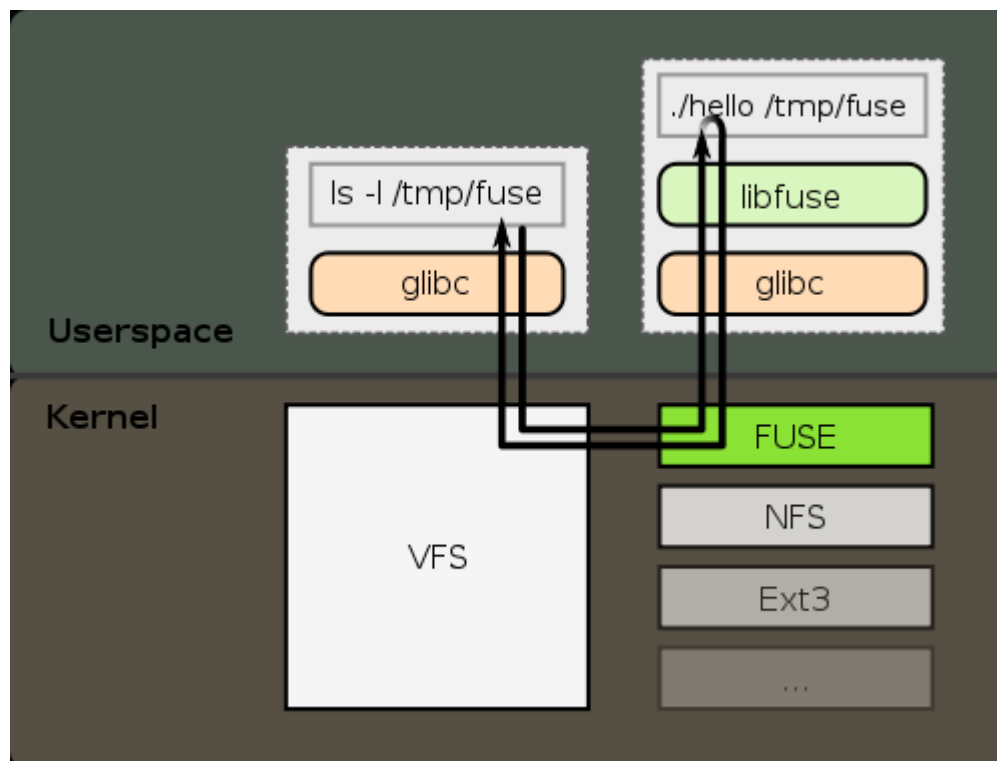 ./hello /tmp/fuse
ls -l /tmp/fuse
libfuse
glibc
glibc
Userspace
Kernel
FUSE
NFS
VFS
Ext3
...